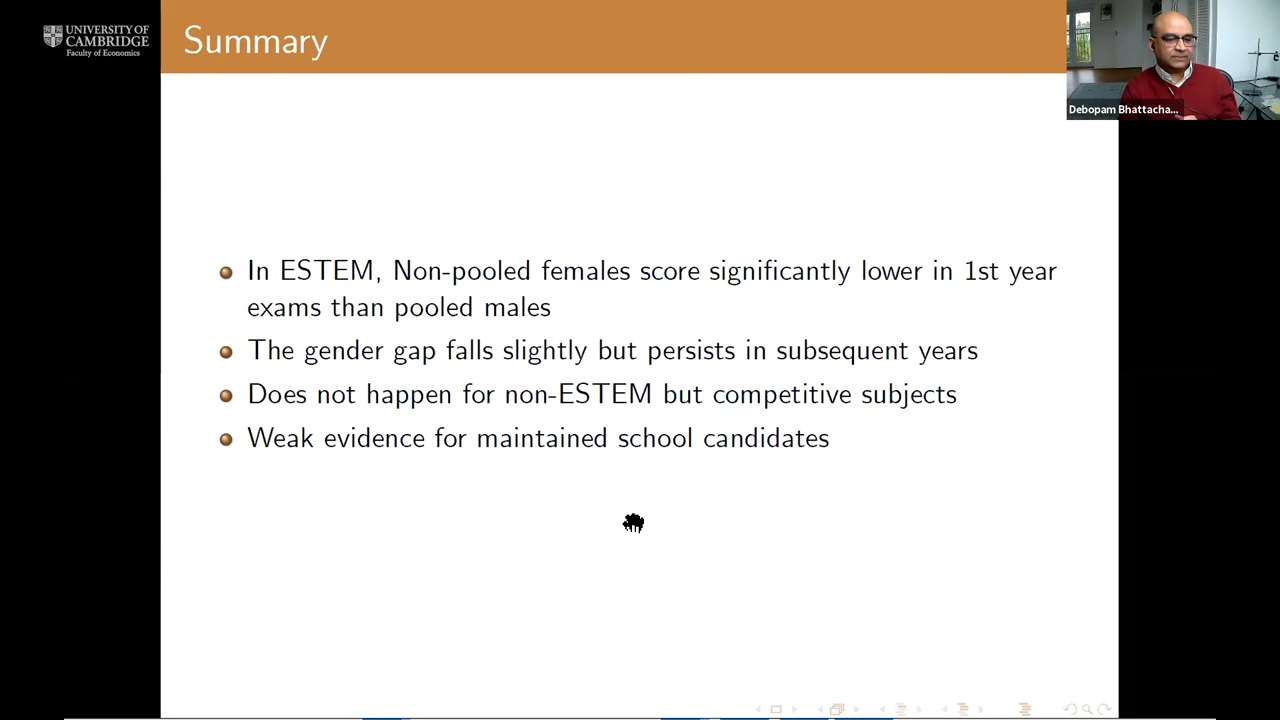 UNIVERSITY OF
CAMBRIDGE
Faculty of Economics
Summary
Debopam Bhattacha...
In ESTEM, Non-pooled females score significantly lower in 1st year
exams than pooled males
The gender gap falls slightly but persists in subsequent years
Does not happen for non-ESTEM but competitive subjects
Weak evidence for maintained school candidates